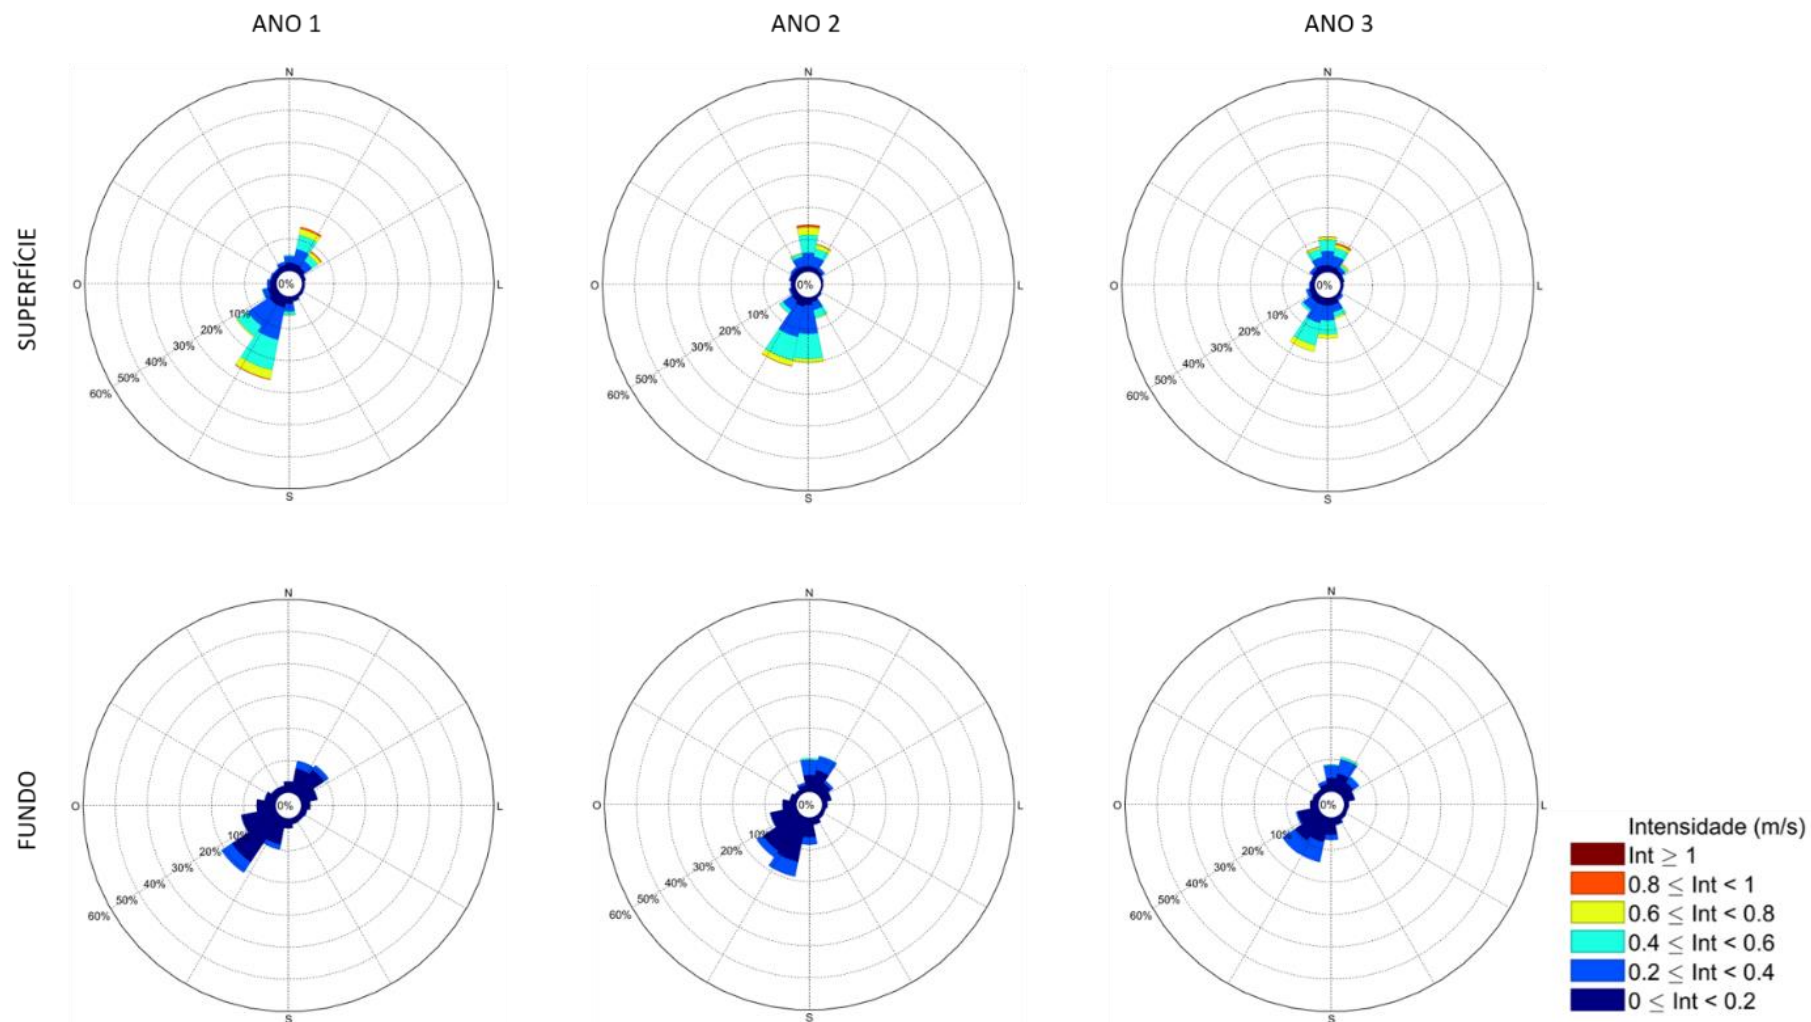 ANO 1
ANO 2
ANO 3
SUPERFÍCIE
N
O
L
S
0%
10%
20%
30%
40%
50%
60%
N
O
L
S
0%
10%
20%
30%
40%
50%
60%
N
O
L
S
0%
10%
20%
30%
40%
50%
60%
FUNDO
N
O
L
S
0%
10%
20%
30%
40%
50%
60%
N
O
L
S
0%
10%
20%
30%
40%
50%
60%
N
O
L
S
0%
10%
20%
30%
40%
50%
60%
Intensidade (m/s)
Int ≥ 1
0.8 ≤ Int < 1
0.6 ≤ Int < 0.8
0.4 ≤ Int < 0.6
0.2 ≤ Int < 0.4
0 ≤ Int < 0.2